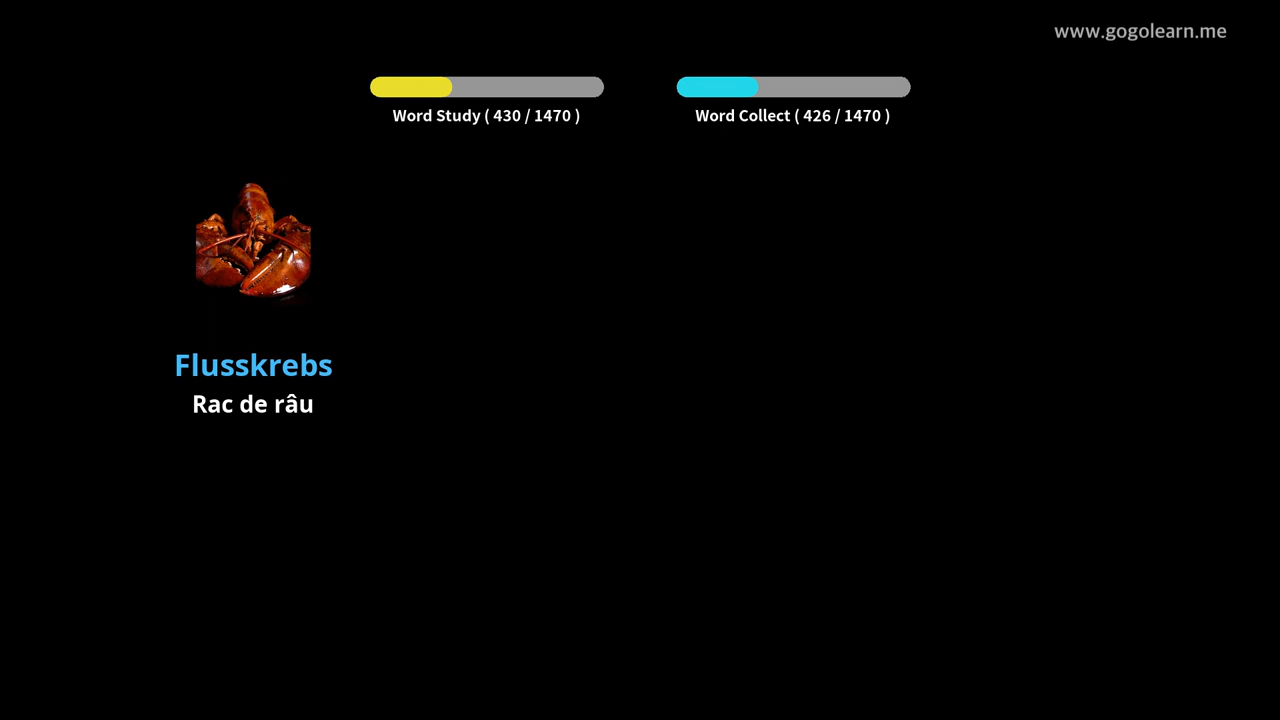 www.gogolearn.me
Word Study ( 430 / 1470 )
Word Collect ( 426 / 1470 )
Flusskrebs
Rac de râu